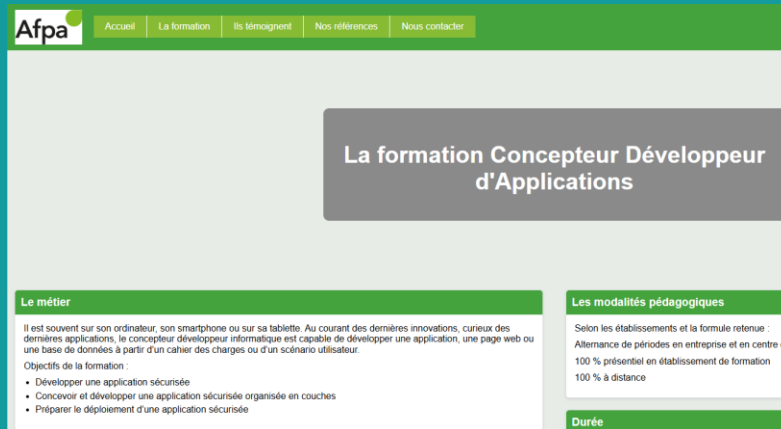 Afpa
Accueil La formation Ils témoignent Nos références Nous contacter
La formation Concepteur Développeur
d'Applications
Le métier
Il est souvent sur son ordinateur, son smartphone ou sur sa tablette. Au courant des dernières innovations, curieux des
dernières applications, le concepteur développeur informatique est capable de développer une application, une page web ou
une base de données à partir d'un cahier des charges ou d'un scénario utilisateur.
Objectifs de la formation :
• Développer une application sécurisée
• Concevoir et développer une application sécurisée organisée en couches
• Préparer le déploiement d'une application sécurisée
Les modalités pédagogiques
Selon les établissements et la formule retenue :
Alternance de périodes en entreprise et en centre
100 % présentiel en établissement de formation
100 % à distance
Durée